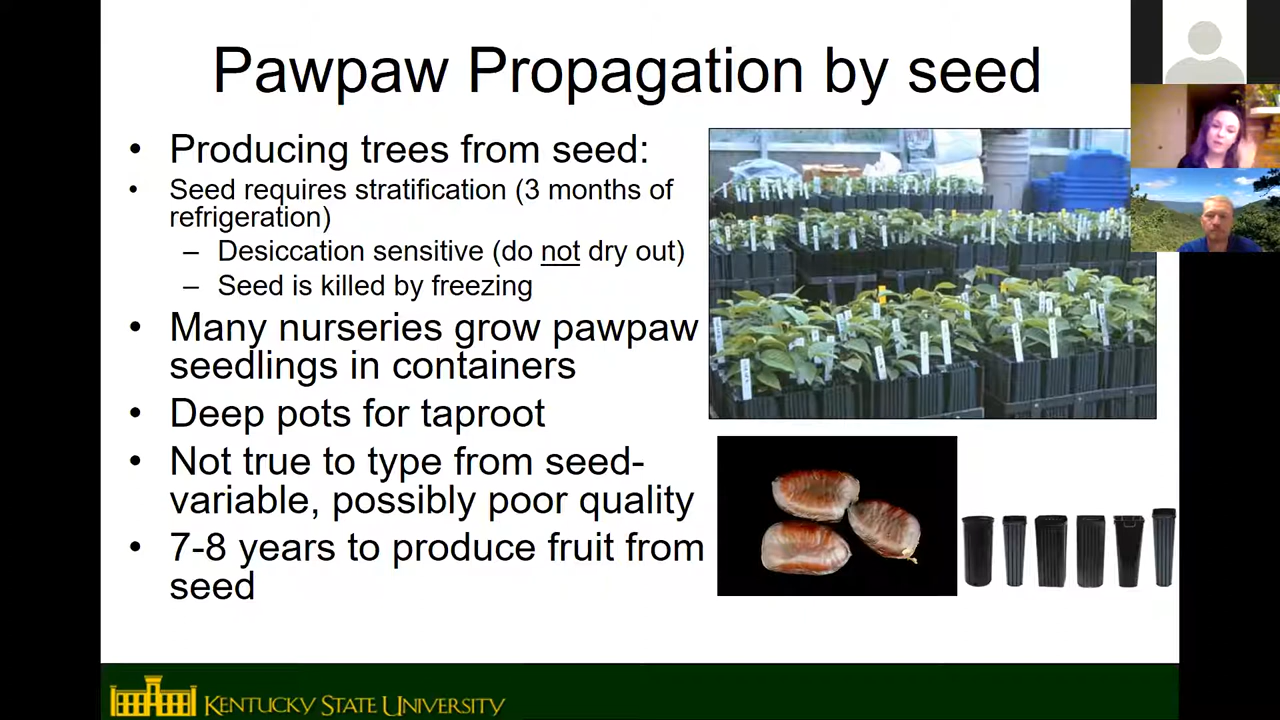 Pawpaw Propagation by seed
• Producing trees from seed:
• Seed requires stratification (3 months of
refrigeration)
– Desiccation sensitive (do not dry out)
– Seed is killed by freezing
• Many nurseries grow pawpaw
seedlings in containers
• Deep pots for taproot
• Not true to type from seed-
variable, possibly poor quality
• 7-8 years to produce fruit from
seed
KENTUCKY STATE UNIVERSITY